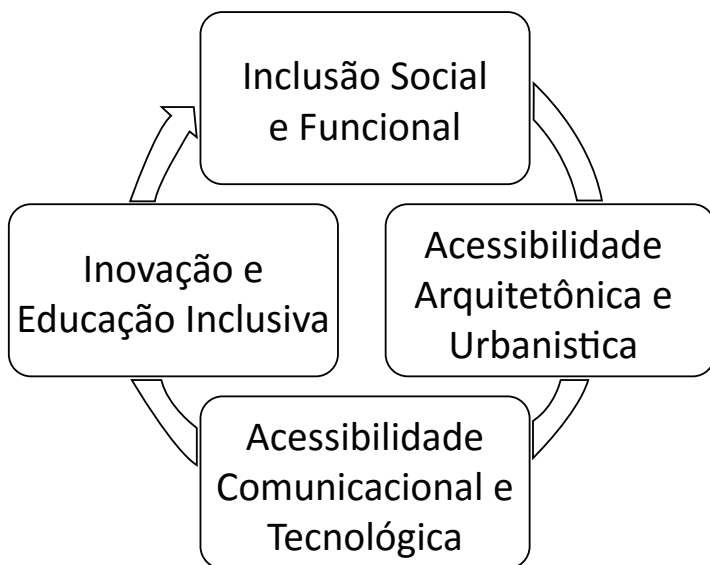 Inclusão Social
e Funcional
Inovação e
Educação Inclusiva
Acessibilidade
Arquitetônica e
Urbanistica
Acessibilidade
Comunicacional e
Tecnológica